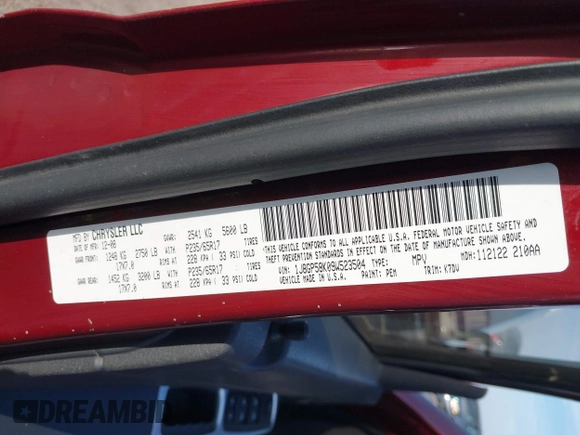 MFD BY CHRYSLER LLC
DATE OF MFR 12-08 GVWR: 2541 KG 5600 LB
GAWR FRONT: 1248 KG 2750 LB WITH P235/65R17 TIRES
17X7.0 RIMS AT 228 KPA ( 33 PSI ) COLD
GAWR REAR: 1452 KG 3200 LB WITH P235/65R17 TIRES
17X7.0 RIMS AT 228 KPA ( 33 PSI ) COLD
THIS VEHICLE CONFORMS TO ALL APPLICABLE U.S.A. FEDERAL MOTOR VEHICLE SAFETY AND
THEFT PREVENTION STANDARDS IN EFFECT ON THE DATE OF MANUFACTURE SHOWN ABOVE.
VIN: 1J8GP58K09W523504 TYPE: MPV MDH: 112122 210AA
MADE IN U.S.A. PAINT: PEM TRIM: K7DV
DREAMBID